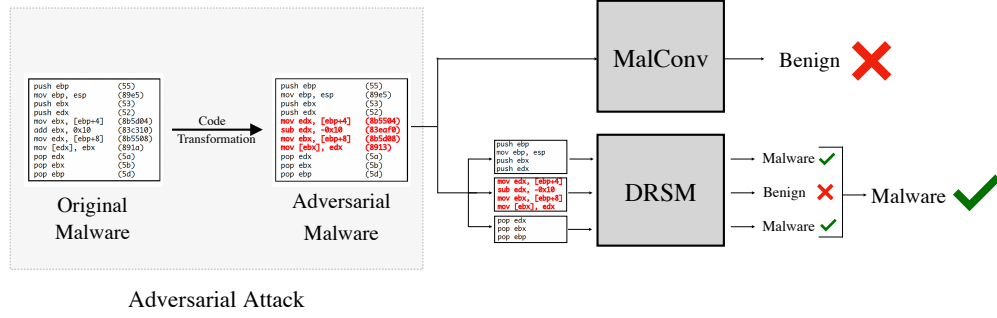 push ebp (55)
mov ebp, esp (89e5)
push ebx (53)
push edx (52)
mov ebx, [ebp+4] (8b5d04)
add ebx, 0x10 (83c310)
mov edx, [ebp+8] (8b5508)
mov [edx], ebx (891a)
pop edx (5a)
pop ebx (5b)
pop ebp (5d)
Original
Malware
Code
Transformation
push ebp (55)
mov ebp, esp (89e5)
push ebx (53)
push edx (52)
mov edx, [ebp+4] (8b5504)
sub edx, -0x10 (83eaf0)
mov ebx, [ebp+8] (8b5d08)
mov [ebx], edx (8913)
pop edx (5a)
pop ebx (5b)
pop ebp (5d)
Adversarial
Malware
Adversarial Attack
MalConv
Benign
push ebp
mov ebp, esp
push ebx
push edx
mov edx, [ebp+4]
sub edx, -0x10
mov ebx, [ebp+8]
mov [ebx], edx
pop edx
pop ebx
pop ebp
DRSM
Malware
Benign
Malware
Malware